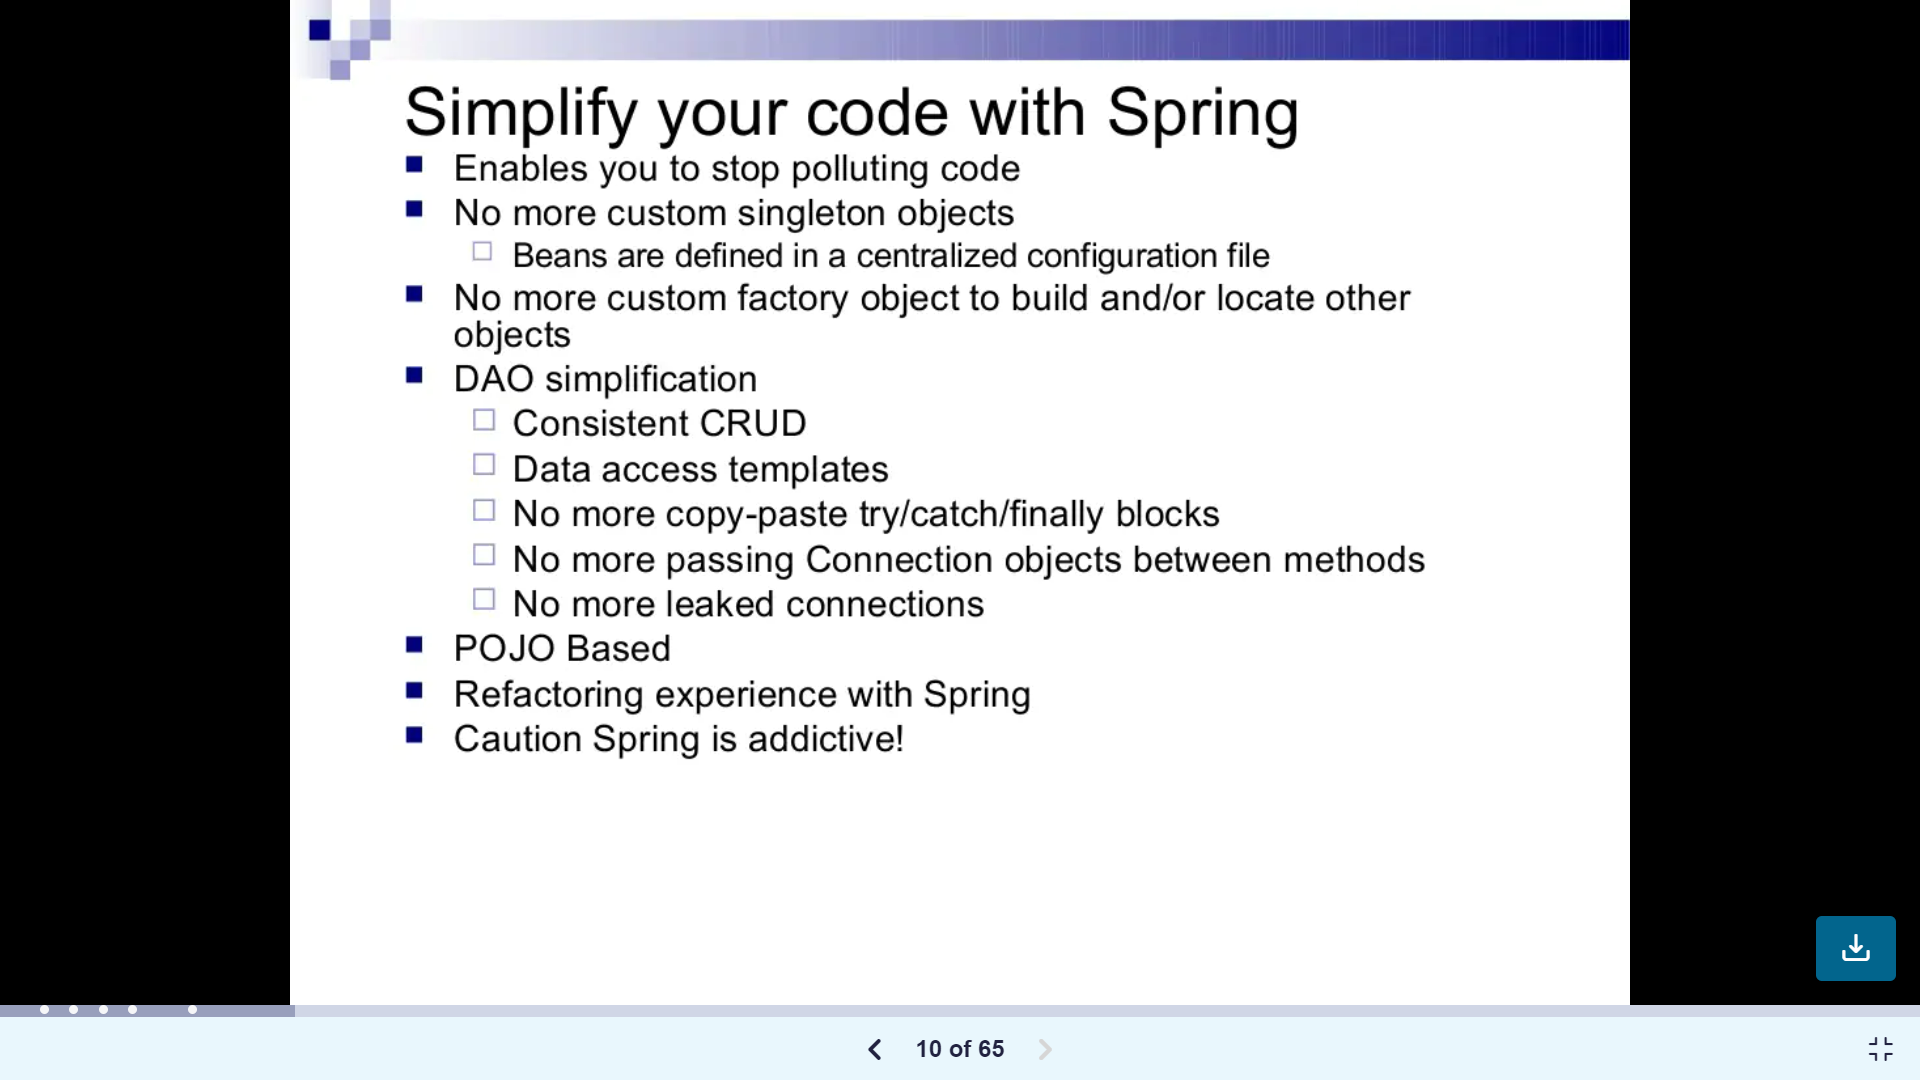 Simplify your code with Spring
Enables you to stop polluting code
No more custom singleton objects
Beans are defined in a centralized configuration file
No more custom factory object to build and/or locate other
objects
DAO simplification
Consistent CRUD
Data access templates
No more copy-paste try/catch/finally blocks
No more passing Connection objects between methods
No more leaked connections
POJO Based
Refactoring experience with Spring
Caution Spring is addictive!
10 of 65